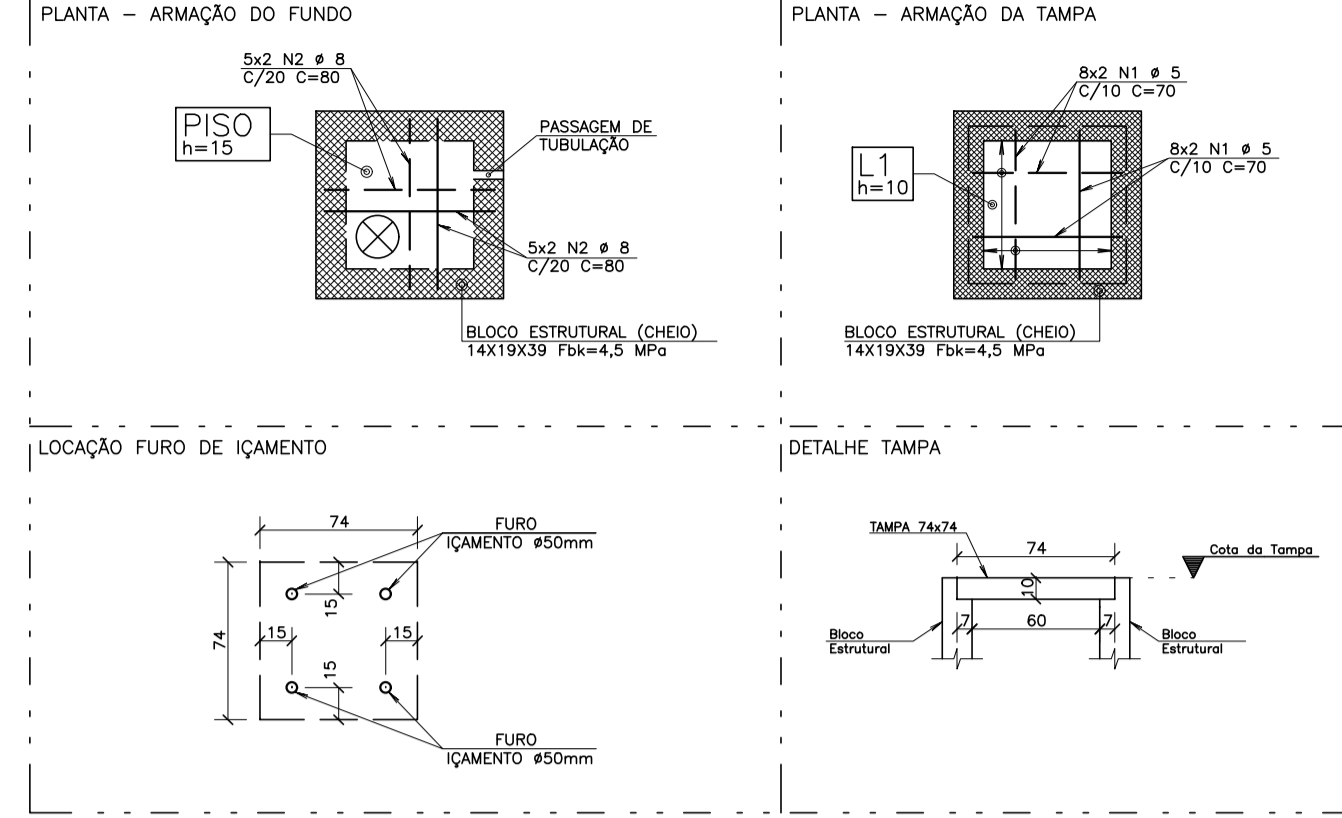 PLANTA – ARMAÇÃO DO FUNDO
5x2 N2 ø 8
C/20 C=80
PISO
h=15
PASSAGEM DE
TUBULAÇÃO
5x2 N2 ø 8
C/20 C=80
BLOCO ESTRUTURAL (CHEIO)
14X19X39 Fbk=4,5 MPa
PLANTA – ARMAÇÃO DA TAMPA
8x2 N1 ø 5
C/10 C=70
8x2 N1 ø 5
C/10 C=70
L1
h=10
BLOCO ESTRUTURAL (CHEIO)
14X19X39 Fbk=4,5 MPa
LOCAÇÃO FURO DE IÇAMENTO
74
FURO
IÇAMENTO ø50mm
15
74
15
15
15
FURO
IÇAMENTO ø50mm
DETALHE TAMPA
TAMPA 74x74
74
Cota da Tampa
10
7
60
7
Bloco
Estrutural
Bloco
Estrutural